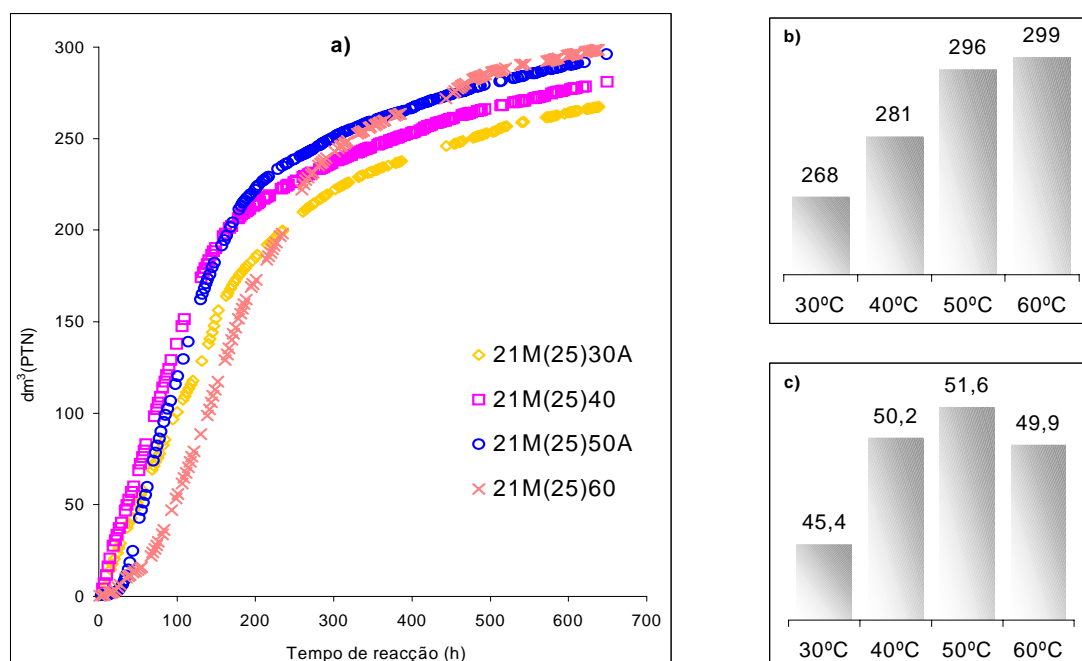 a)
dm³(PTN)
300
250
200
150
100
50
0
0 100 200 300 400 500 600 700
Tempo de reacção (h)
21M(25)30A
21M(25)40
21M(25)50A
21M(25)60
b)
268 281 296 299
30ºC 40ºC 50ºC 60ºC
c)
45,4 50,2 51,6 49,9
30ºC 40ºC 50ºC 60ºC